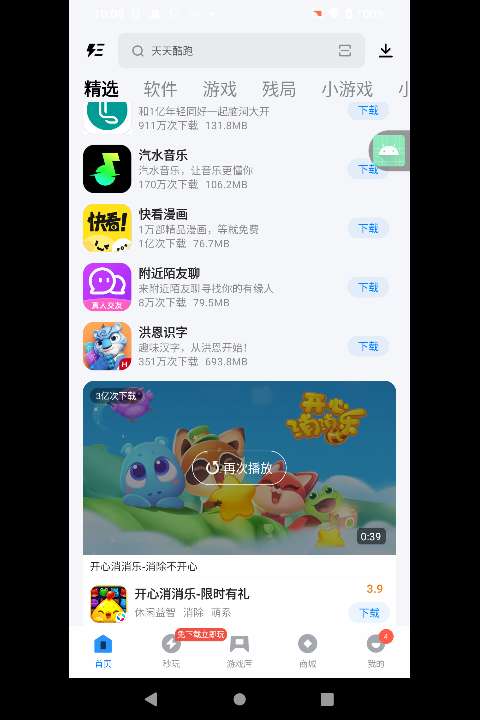 天天酷跑
精选 软件 游戏 残局 小游戏
和1亿年轻同好一起脑洞大开
911万次下载 131.8MB
下载
汽水音乐
汽水音乐，让音乐更懂你
170万次下载 106.2MB
下载
快看!
快看漫画
1万部精品漫画，等就免费
1亿次下载 76.7MB
下载
真人交友
附近陌友聊
来附近陌友聊寻找你的有缘人
8万次下载 79.5MB
下载
洪恩识字
趣味汉字，从洪恩开始！
351万次下载 693.8MB
下载
3亿次下载
开心消消乐
再次播放
0:39
开心消消乐-消除不开心
开心消消乐-限时有礼
休闲益智 消除 萌系
3.9
下载
免下载立即玩
4
首页 秒玩 游戏库 商城 我的